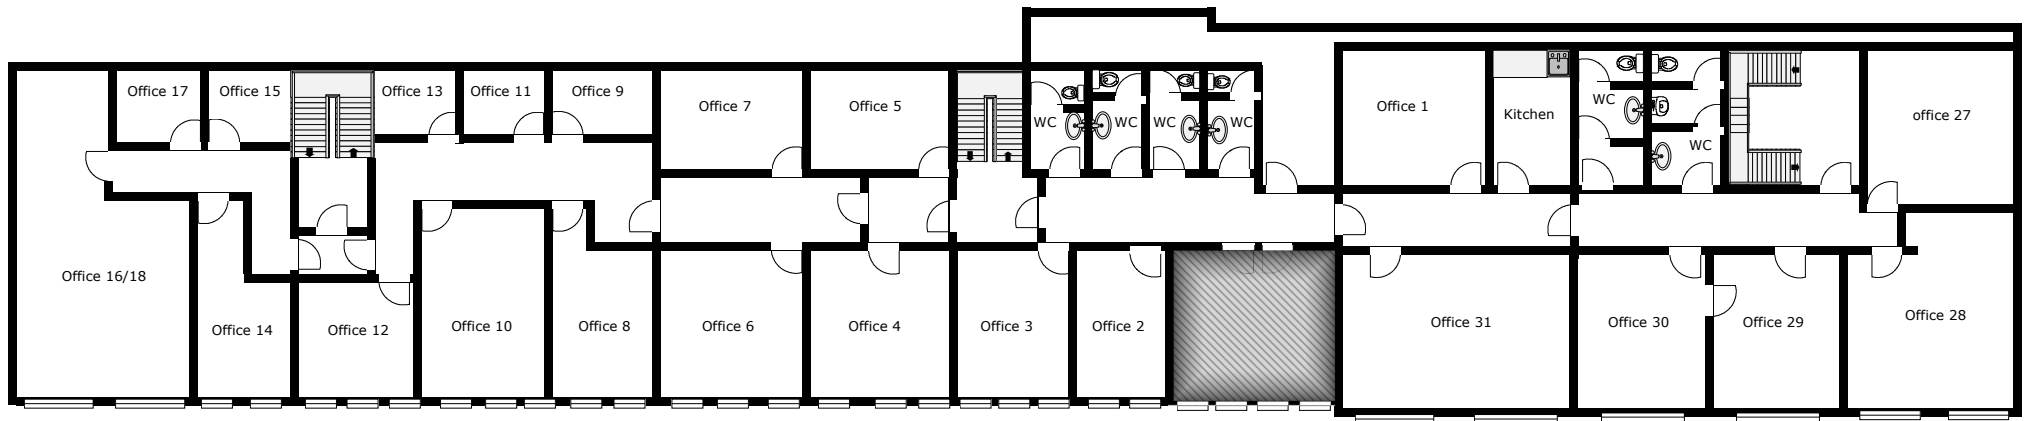 Office 17
Office 15
Office 13
Office 11
Office 9
Office 7
Office 5
WC
WC
WC
WC
Office 1
Kitchen
WC
WC
office 27
Office 16/18
Office 14
Office 12
Office 10
Office 8
Office 6
Office 4
Office 3
Office 2
Office 31
Office 30
Office 29
Office 28